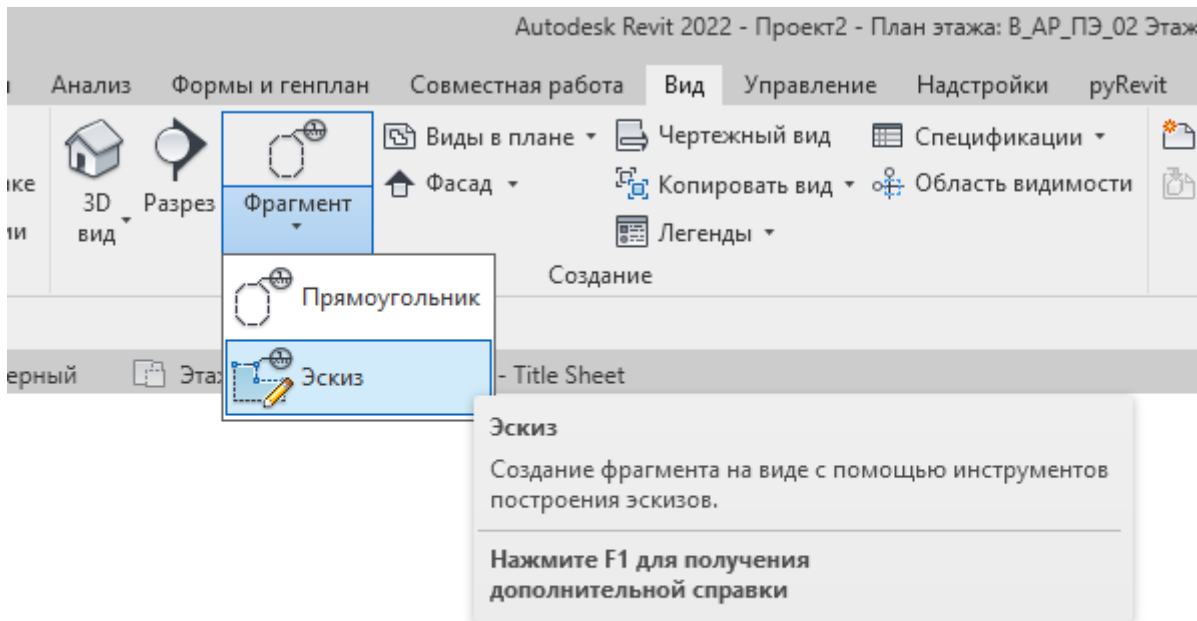 Autodesk Revit 2022 - Проект2 - План этажа: В_АР_ПЭ_02 Этаж
Анализ Формы и генплан Совместная работа Вид Управление Надстройки pyRevit
3D вид
Разрез
Фрагмент
Виды в плане
Фасад
Чертежный вид
Копировать вид
Легенды
Спецификации
Область видимости
Создание
Прямоугольник
Эскиз
- Title Sheet
Эскиз
Создание фрагмента на виде с помощью инструментов
построения эскизов.
Нажмите F1 для получения
дополнительной справки